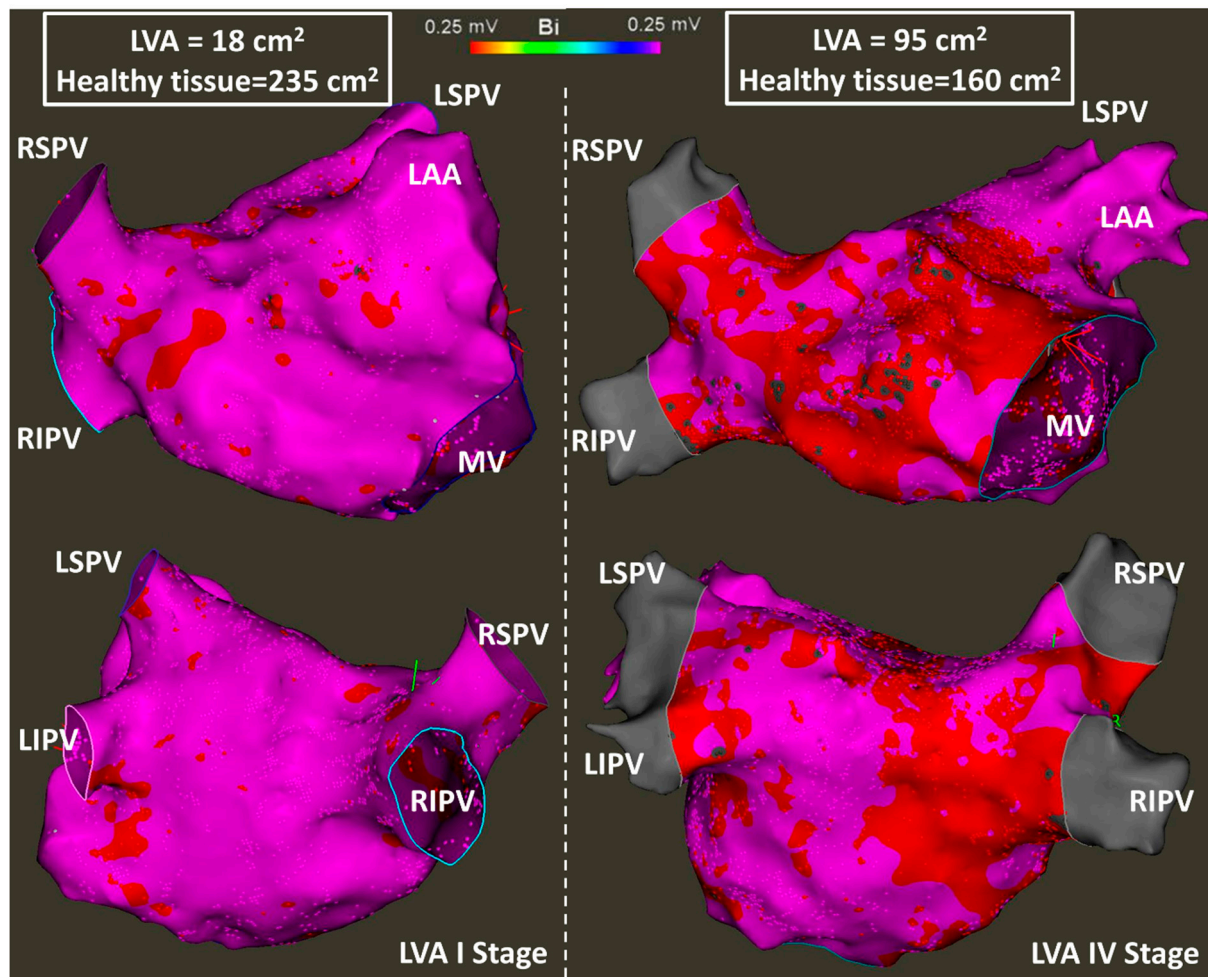 LVA = 18 cm²
Healthy tissue=235 cm²
0.25 mV Bi 0.25 mV
LVA = 95 cm²
Healthy tissue=160 cm²
LSPV
RSPV
LAA
RIPV
MV
LSPV
RSPV
LAA
RIPV
MV
LSPV
RSPV
LIPV
RIPV
LVA I Stage
LSPV
RSPV
LIPV
R
RIPV
LVA IV Stage